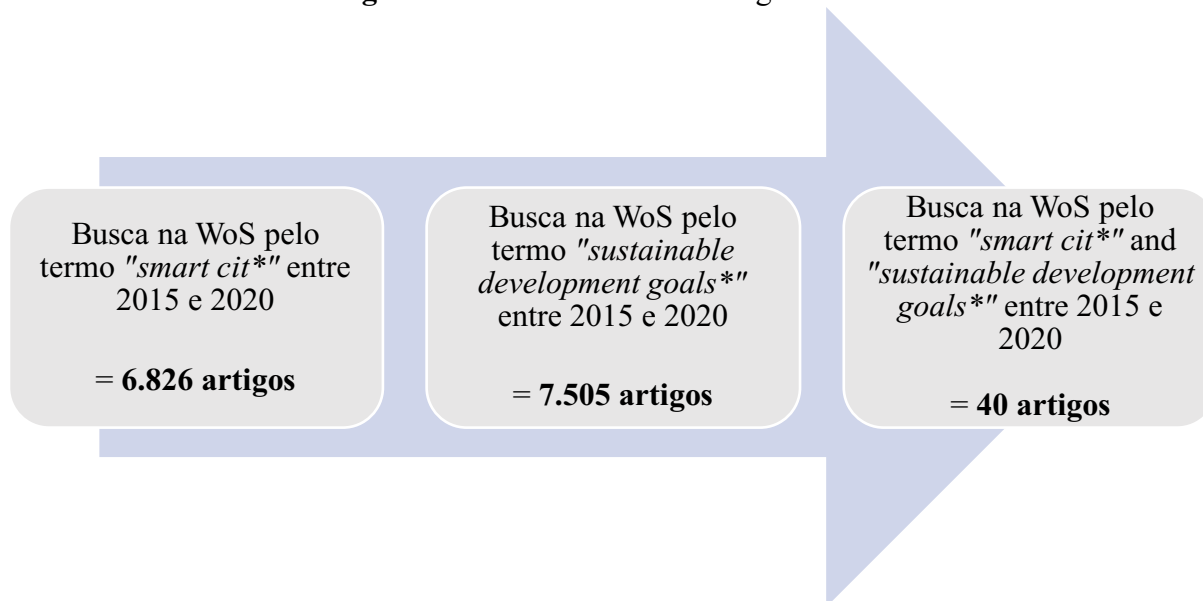 Busca na WoS pelo
termo "smart cit*" entre
2015 e 2020
= 6.826 artigos
Busca na WoS pelo
termo "sustainable
development goals*"
entre 2015 e 2020
= 7.505 artigos
Busca na WoS pelo
termo "smart cit*" and
"sustainable development
goals*" entre 2015 e
2020
= 40 artigos